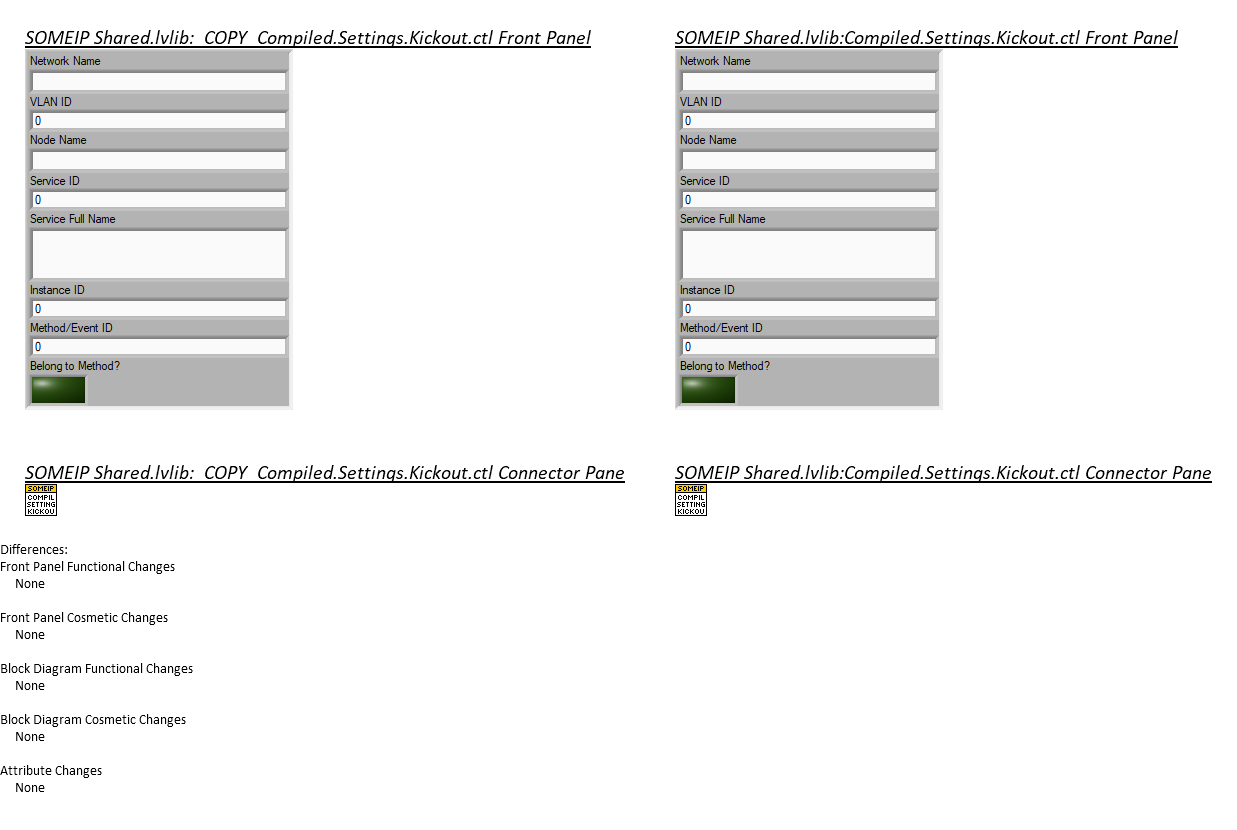 SOMEIP Shared.lvlib:  COPY  Compiled.Settings.Kickout.ctl Front Panel
Network Name
VLAN ID
0
Node Name
Service ID
0
Service Full Name
Instance ID
0
Method/Event ID
0
Belong to Method?
SOMEIP Shared.lvlib:Compiled.Settings.Kickout.ctl Front Panel
Network Name
VLAN ID
0
Node Name
Service ID
0
Service Full Name
Instance ID
0
Method/Event ID
0
Belong to Method?
SOMEIP Shared.lvlib:  COPY  Compiled.Settings.Kickout.ctl Connector Pane
SOMEIP
COMPIL
SETTING
KICKOU
SOMEIP Shared.lvlib:Compiled.Settings.Kickout.ctl Connector Pane
SOMEIP
COMPIL
SETTING
KICKOU
Differences:
Front Panel Functional Changes
None
Front Panel Cosmetic Changes
None
Block Diagram Functional Changes
None
Block Diagram Cosmetic Changes
None
Attribute Changes
None